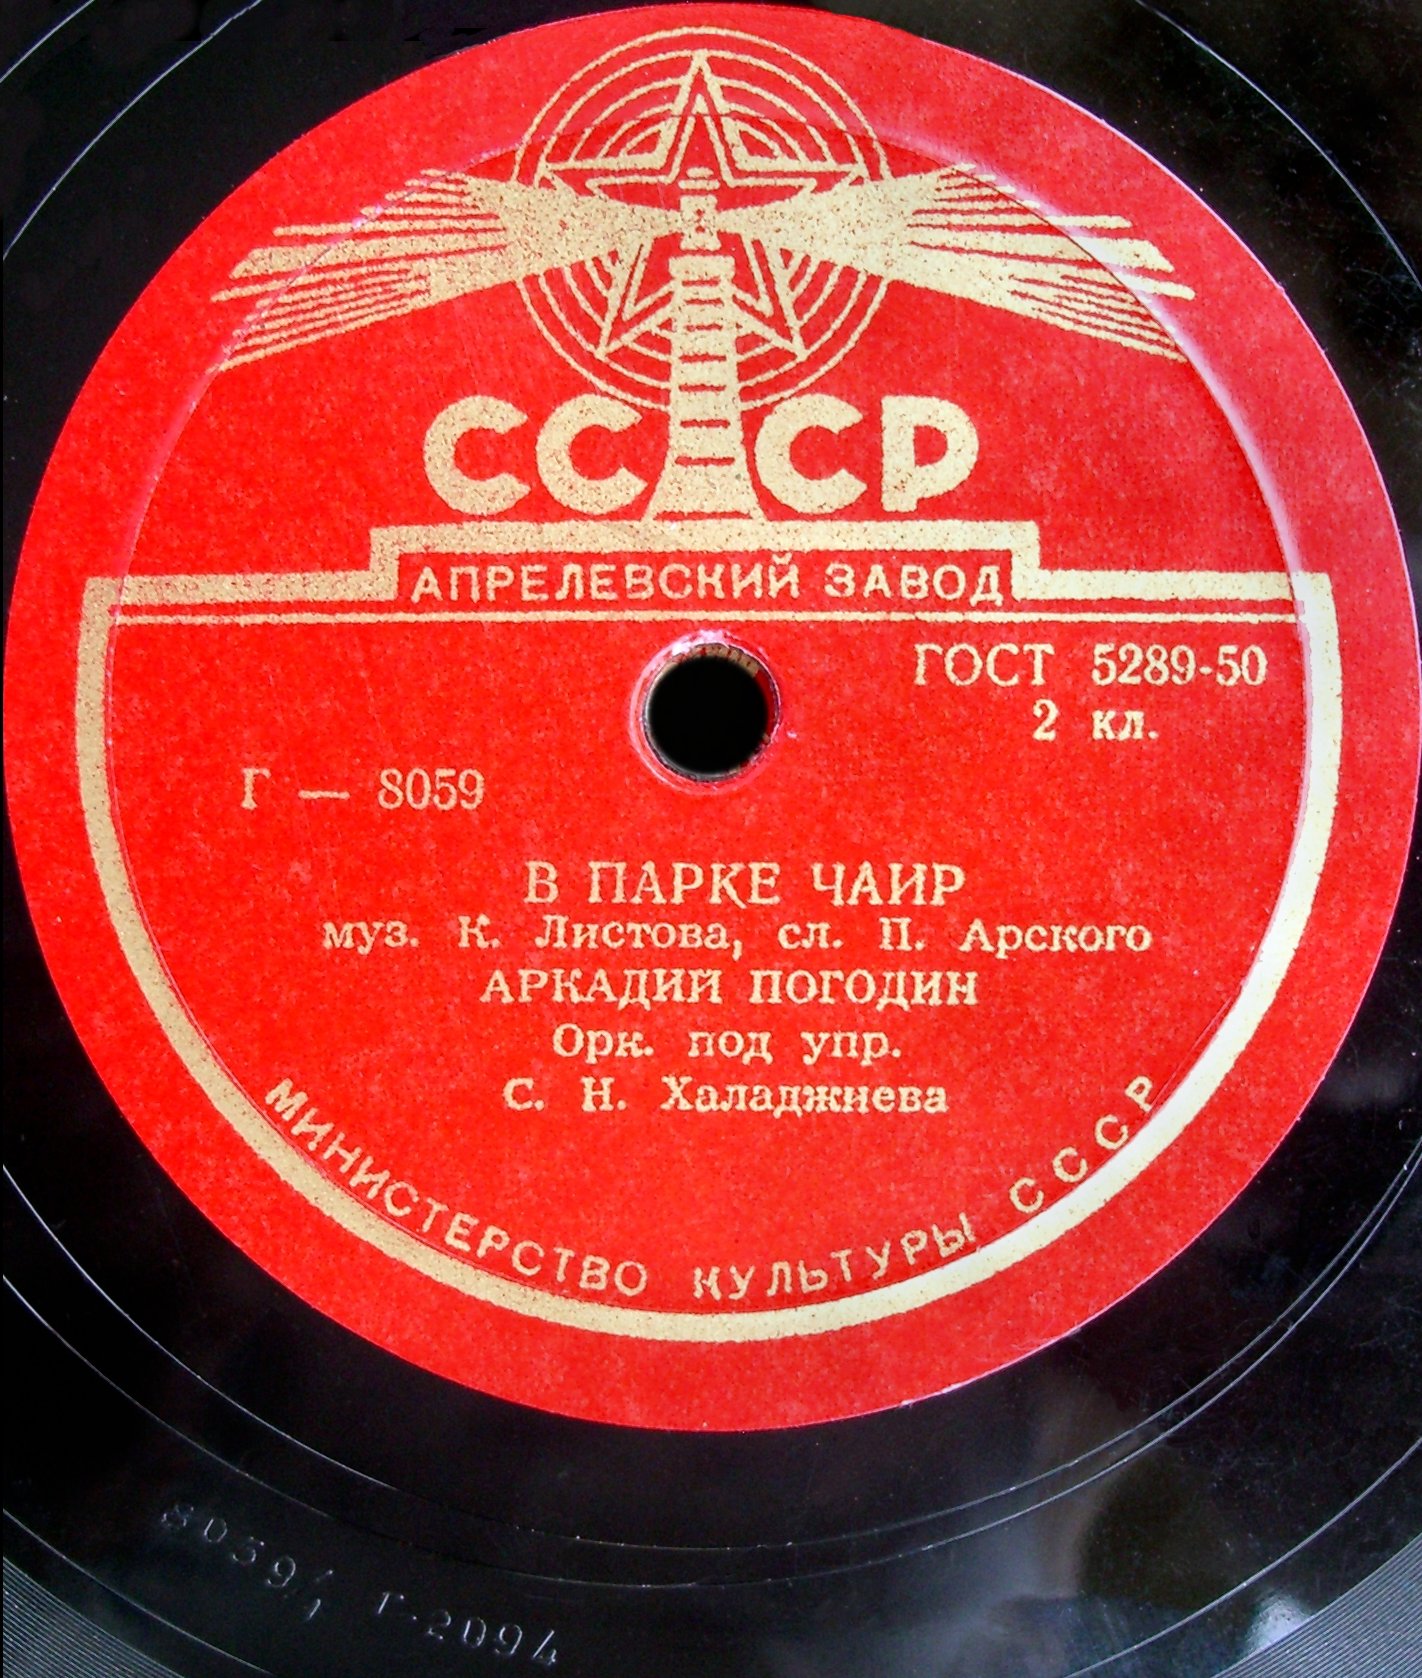 СССР
АПРЕЛЕВСКИЙ ЗАВОД
ГОСТ 5289-50
2 кл.
Г — 8059
В ПАРКЕ ЧАИР
муз. К. Листова, сл. П. Арского
АРКАДИЙ ПОГОДИН
Орк. под упр.
С. Н. Халаджиева
МИНИСТЕРСТВО КУЛЬТУРЫ СССР
Г-2094